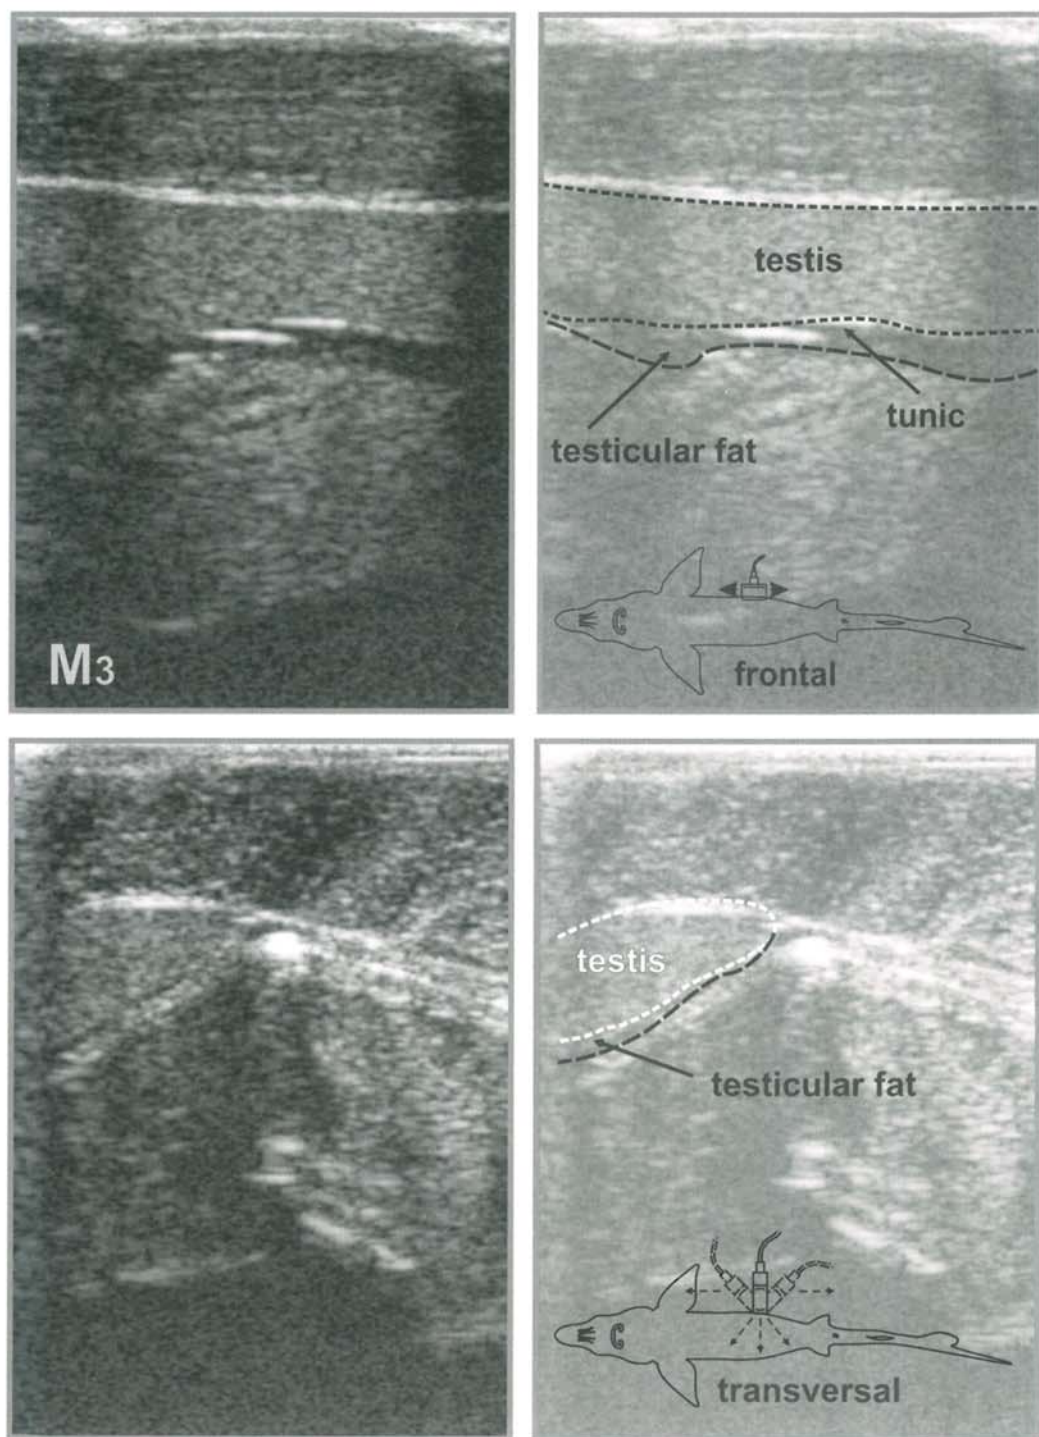 M3
testis
tunic
testicular fat
frontal
testis
testicular fat
transversal